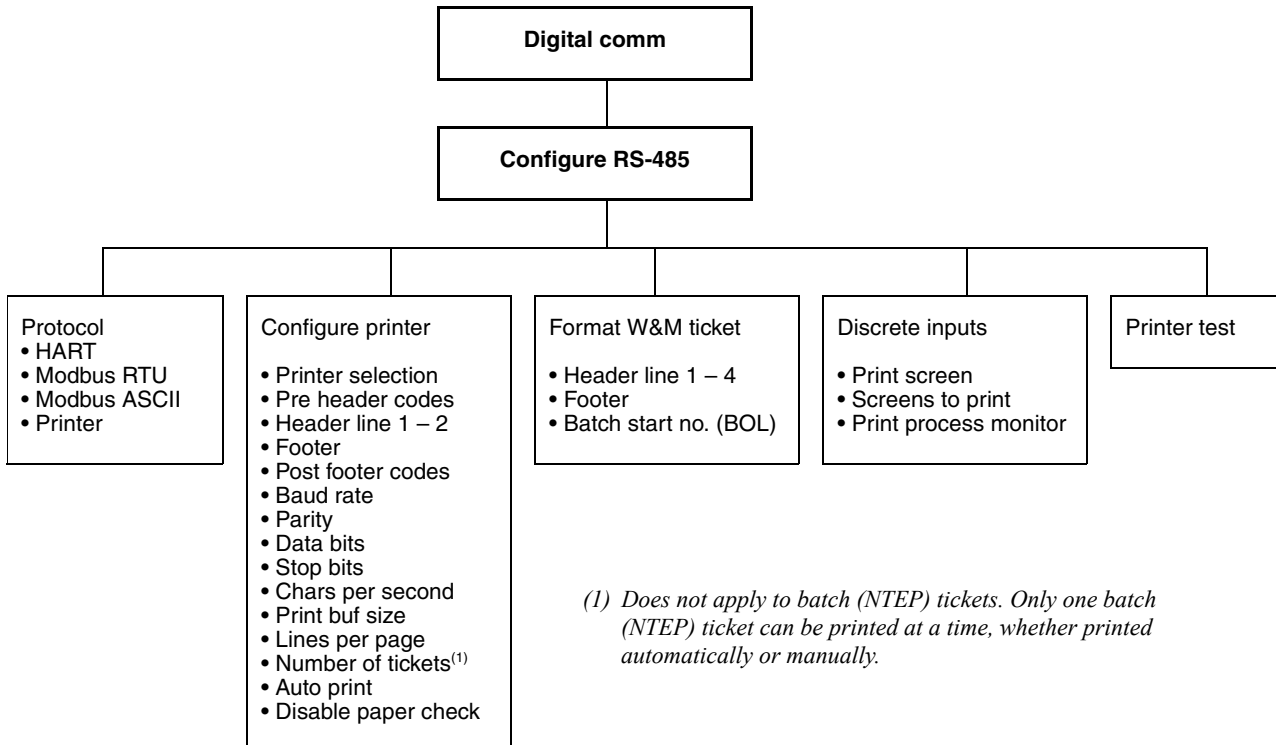 Digital comm
Configure RS-485
Protocol
• HART
• Modbus RTU
• Modbus ASCII
• Printer
Configure printer
• Printer selection
• Pre header codes
• Header line 1 – 2
• Footer
• Post footer codes
• Baud rate
• Parity
• Data bits
• Stop bits
• Chars per second
• Print buf size
• Lines per page
• Number of tickets(1)
• Auto print
• Disable paper check
Format W&M ticket
• Header line 1 – 4
• Footer
• Batch start no. (BOL)
Discrete inputs
• Print screen
• Screens to print
• Print process monitor
Printer test
(1) Does not apply to batch (NTEP) tickets. Only one batch
(NTEP) ticket can be printed at a time, whether printed
automatically or manually.